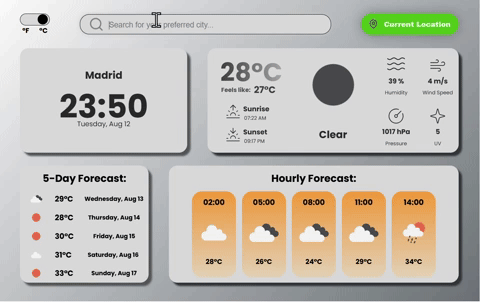 °F °C
Search for your preferred city...
Current Location
Madrid
23:50
Tuesday, Aug 12
28°C
Feels like: 27°C
Sunrise
07:22 AM
Sunset
09:17 PM
Clear
39 %
Humidity
4 m/s
Wind Speed
1017 hPa
Pressure
5
UV
5-Day Forecast:
29°C Wednesday, Aug 13
28°C Thursday, Aug 14
30°C Friday, Aug 15
31°C Saturday, Aug 16
33°C Sunday, Aug 17
Hourly Forecast:
02:00 05:00 08:00 11:00 14:00
28°C 26°C 24°C 29°C 34°C